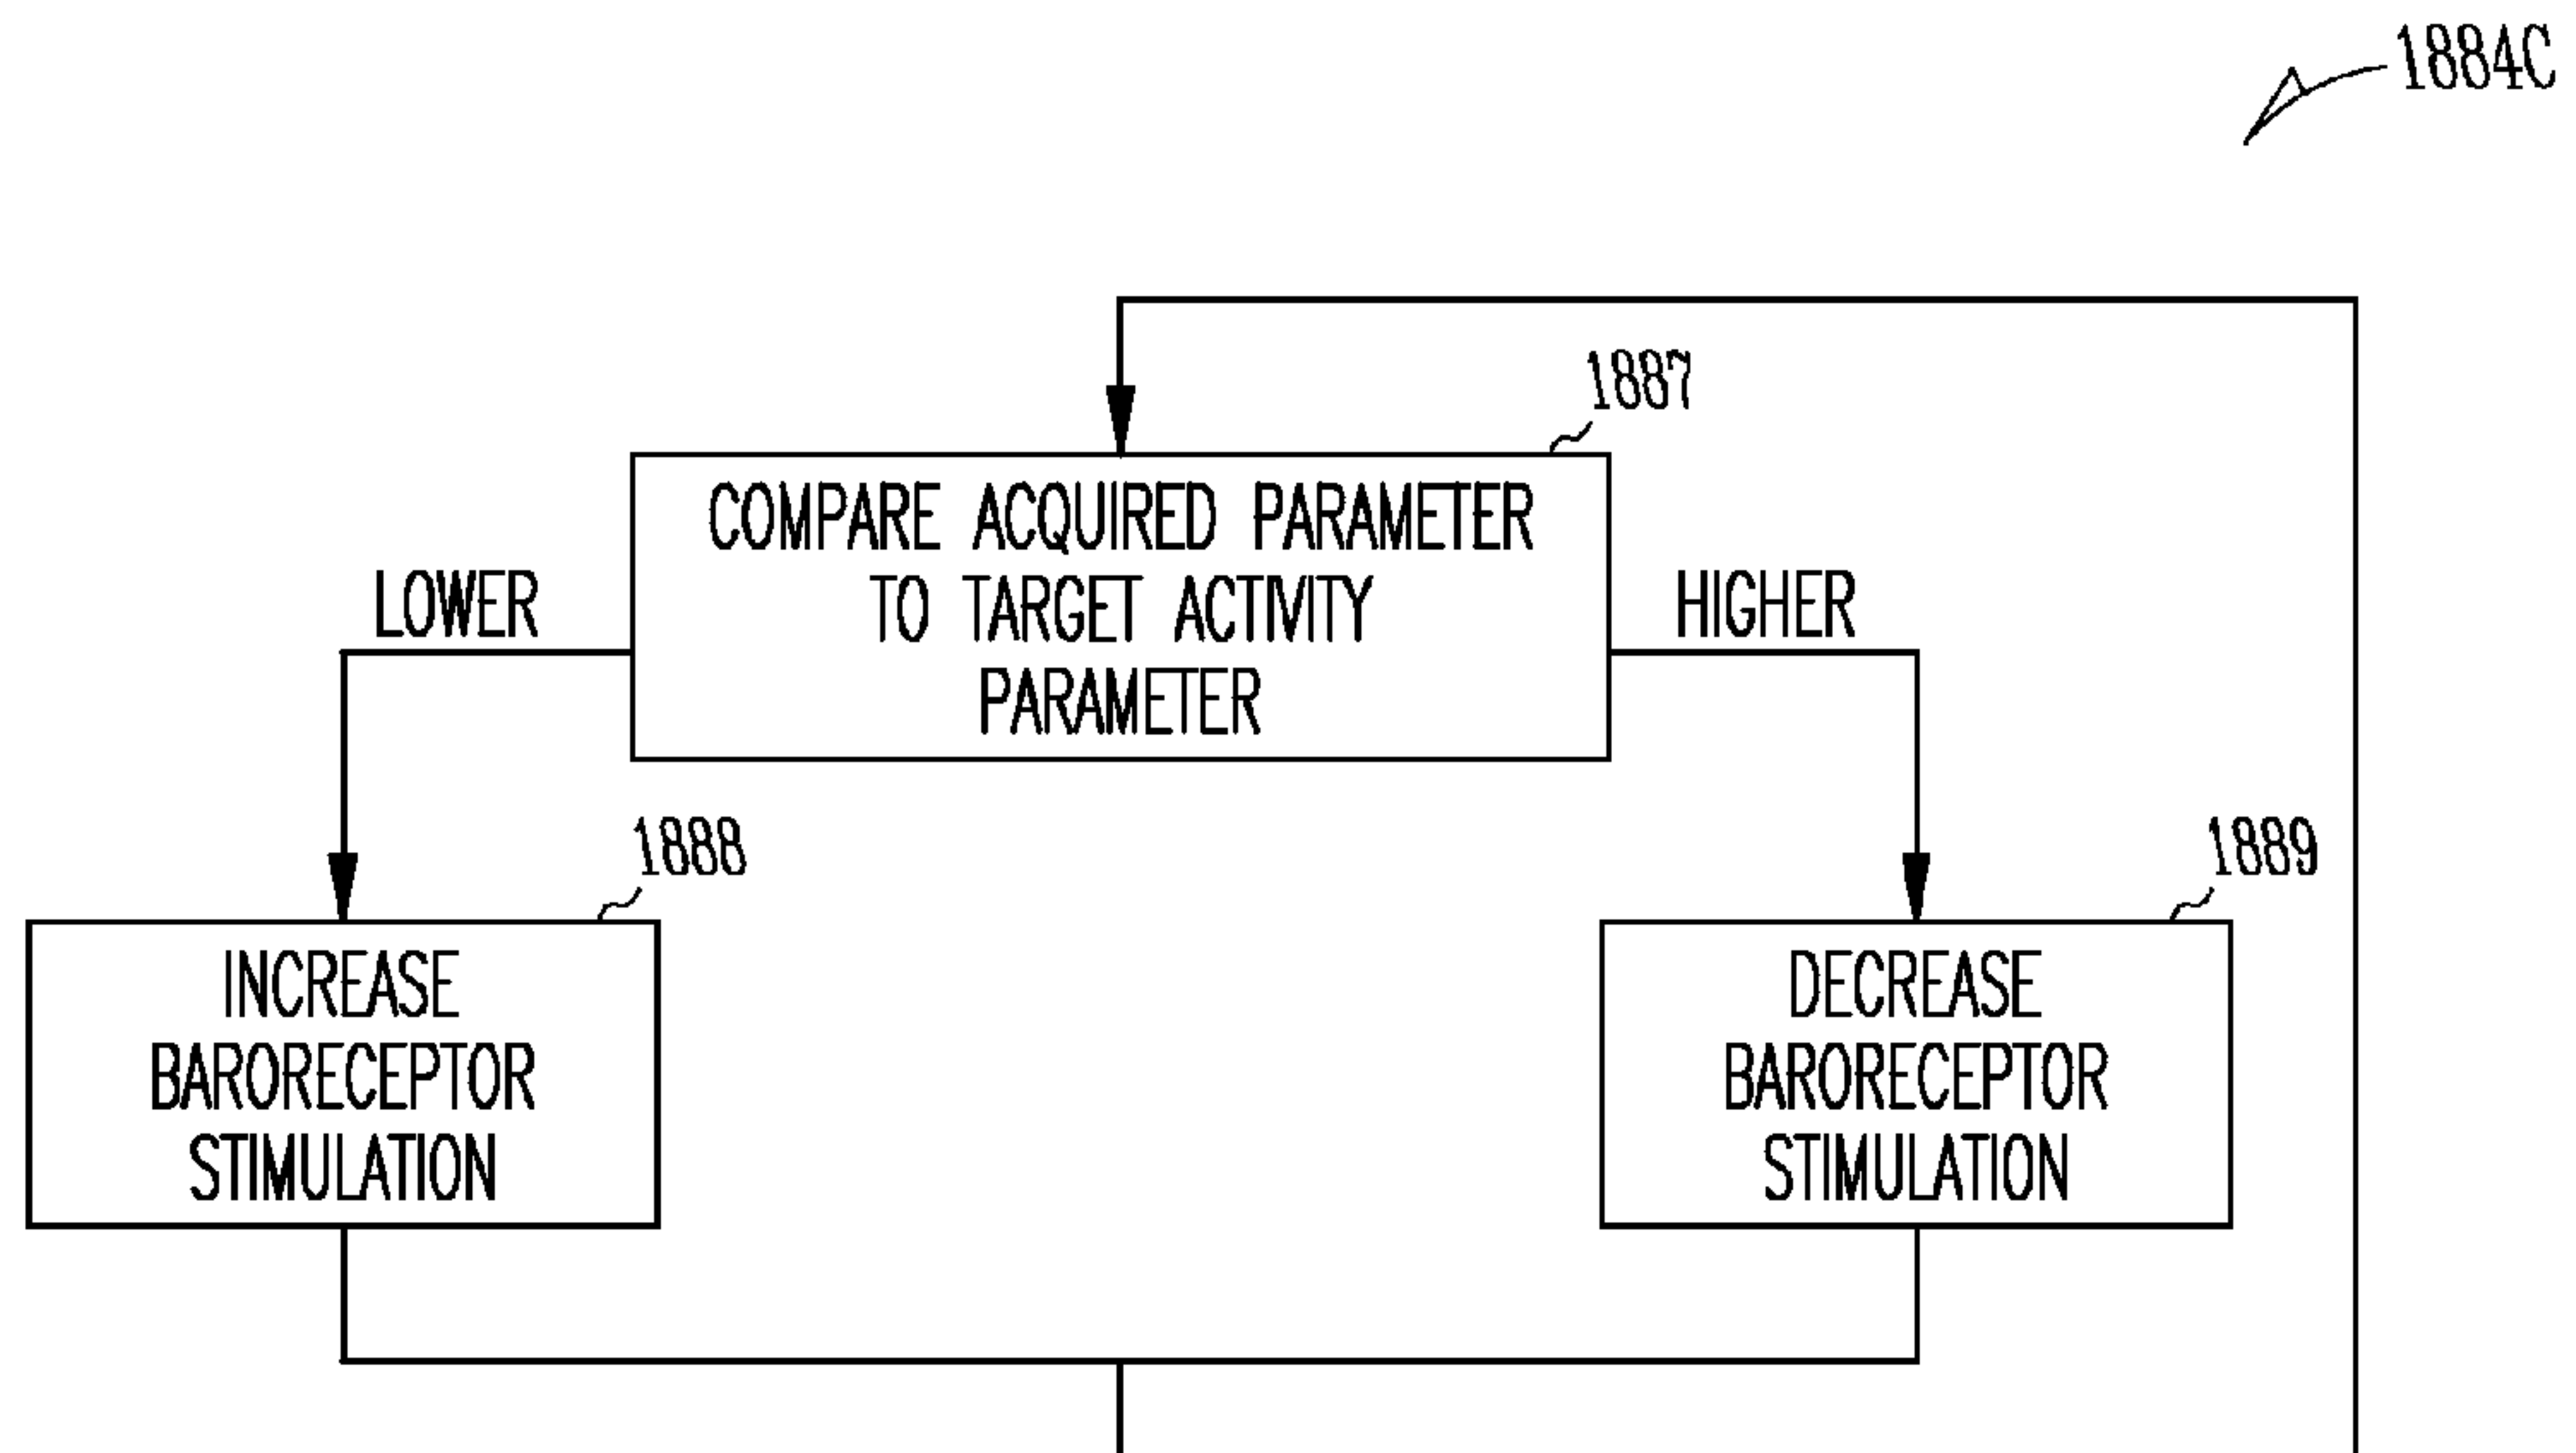 1884C
1887
COMPARE ACQUIRED PARAMETER
TO TARGET ACTIVITY
PARAMETER
LOWER
HIGHER
1888
1889
INCREASE
BARORECEPTOR
STIMULATION
DECREASE
BARORECEPTOR
STIMULATION